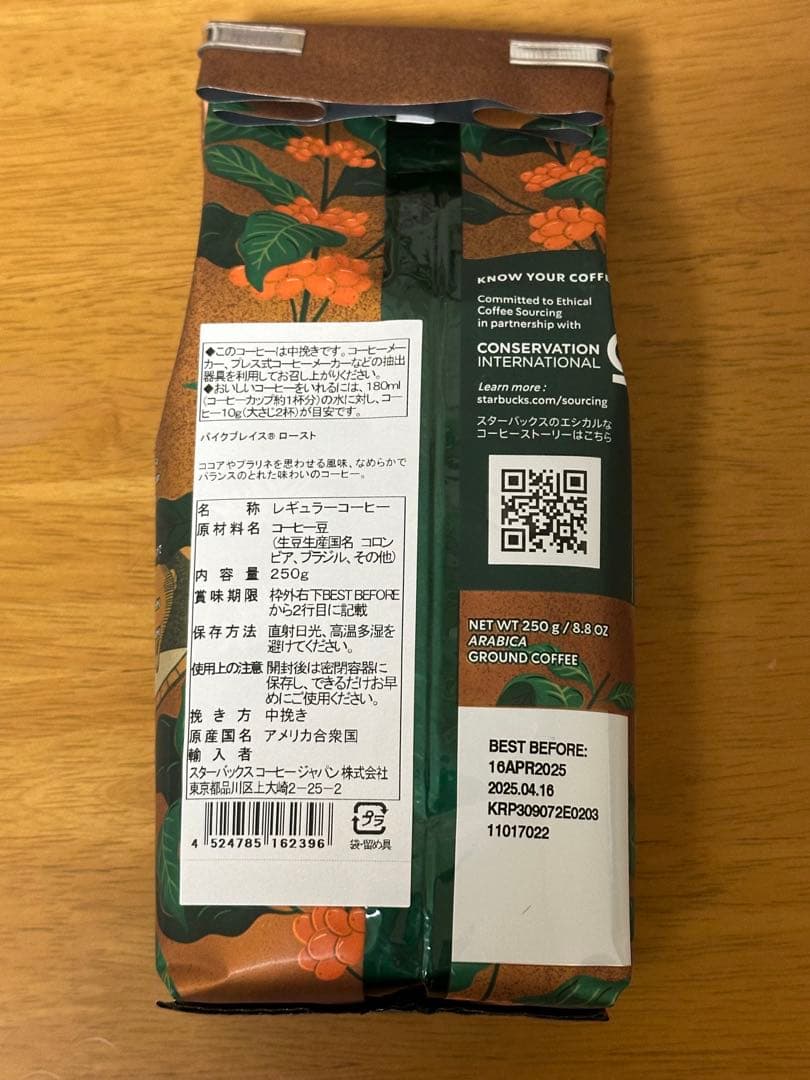 ◆このコーヒーは中挽きです。コーヒーメー
カー、プレス式コーヒーメーカーなどの抽出
器具を利用してお召し上がりください。
◆おいしいコーヒーをいれるには、180ml
(コーヒーカップ約1杯分)の水に対し、コー
ヒー10g(大さじ2杯)が目安です。
パイクプレイス® ロースト
ココアやプラリネを思わせる風味、なめらかで
バランスのとれた味わいのコーヒー。
名 称 レギュラーコーヒー
原材料名 コーヒー豆
(生豆生産国名 コロン
ビア、ブラジル、その他)
内容量 250g
賞味期限 枠外右下BEST BEFORE
から2行目に記載
保存方法 直射日光、高温多湿を
避けてください。
使用上の注意 開封後は密閉容器に
保存し、できるだけお早
めにご使用ください。
挽き方 中挽き
原産国名 アメリカ合衆国
輸入者
スターバックス コーヒー ジャパン 株式会社
東京都品川区上大崎2-25-2
4 524785 162396
プラ
袋・留め具
KNOW YOUR COFF
Committed to Ethical
Coffee Sourcing
in partnership with
CONSERVATION
INTERNATIONAL
Learn more :
starbucks.com/sourcing
スターバックスのエシカルな
コーヒーストーリーはこちら
NET WT 250 g / 8.8 OZ
ARABICA
GROUND COFFEE
BEST BEFORE:
16APR2025
2025.04.16
KRP309072E0203
11017022